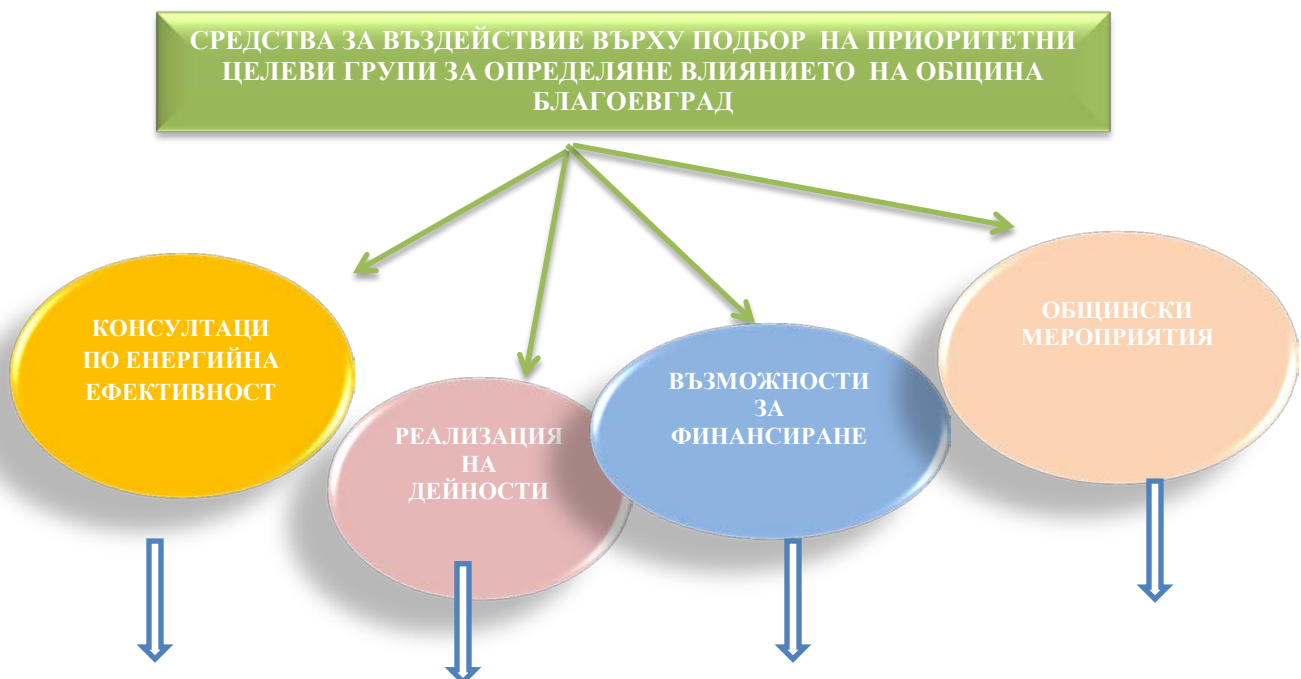 СРЕДСТВА ЗА ВЪЗДЕЙСТВИЕ ВЪРХУ ПОДБОР НА ПРИОРИТЕТНИ
ЦЕЛЕВИ ГРУПИ ЗА ОПРЕДЕЛЯНЕ ВЛИЯНИЕТО НА ОБЩИНА
БЛАГОЕВГРАД
КОНСУЛТАЦИ
ПО ЕНЕРГИЙНА
ЕФЕКТИВНОСТ
РЕАЛИЗАЦИЯ
НА
ДЕЙНОСТИ
ВЪЗМОЖНОСТИ
ЗА
ФИНАНСИРАНЕ
ОБЩИНСКИ
МЕРОПРИЯТИЯ